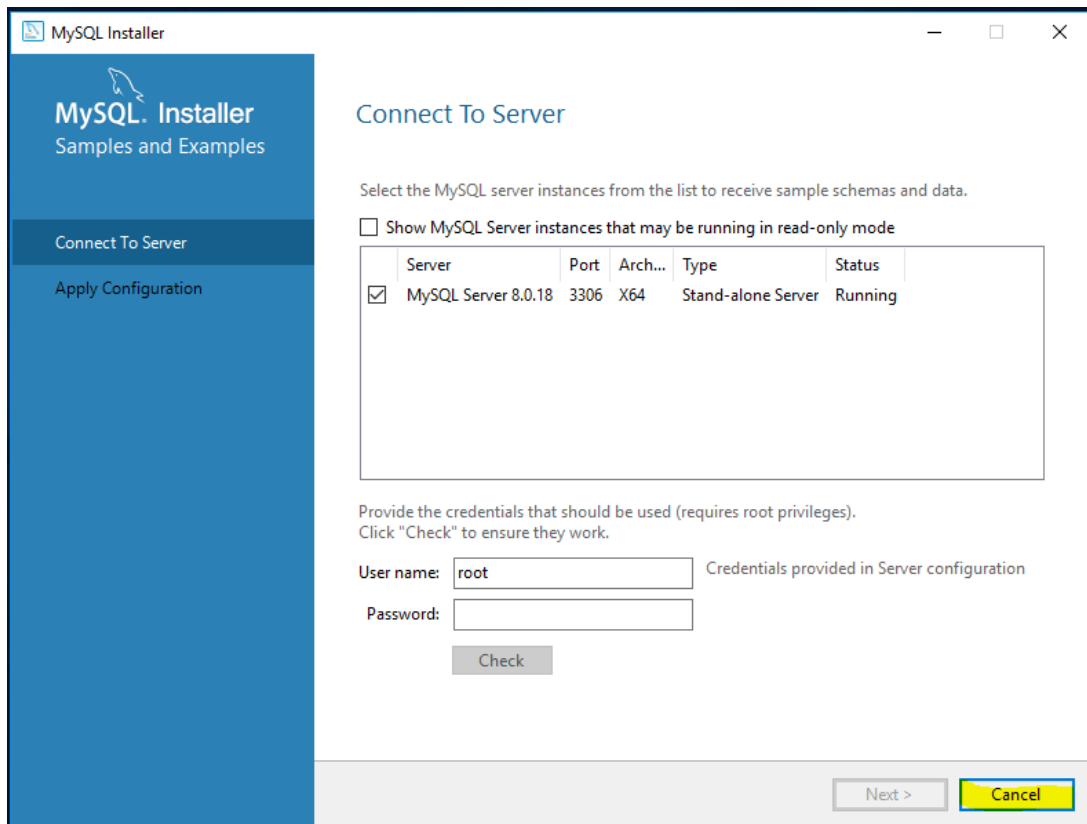 MySQL Installer
MySQL. Installer
Samples and Examples
Connect To Server
Apply Configuration
Connect To Server
Select the MySQL server instances from the list to receive sample schemas and data.
Show MySQL Server instances that may be running in read-only mode
Server Port Arch... Type Status
MySQL Server 8.0.18 3306 X64 Stand-alone Server Running
Provide the credentials that should be used (requires root privileges).
Click "Check" to ensure they work.
User name: root Credentials provided in Server configuration
Password:
Check
Next > Cancel